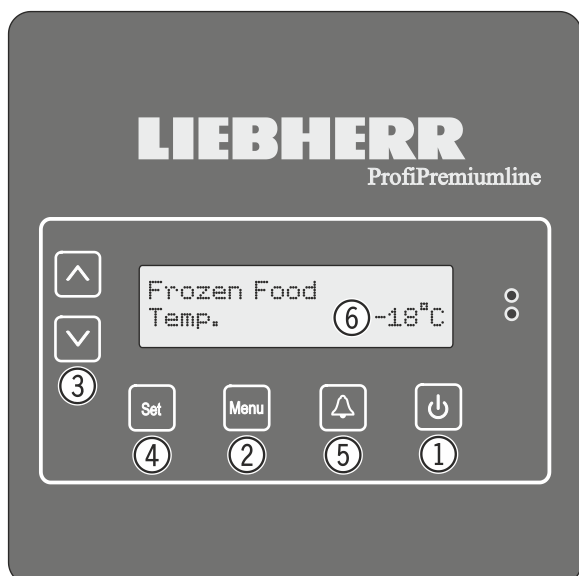 LIEBHERR
ProfiPremiumline
Frozen Food
Temp. 6 -18°C
3
Set Menu
4 2 5 1